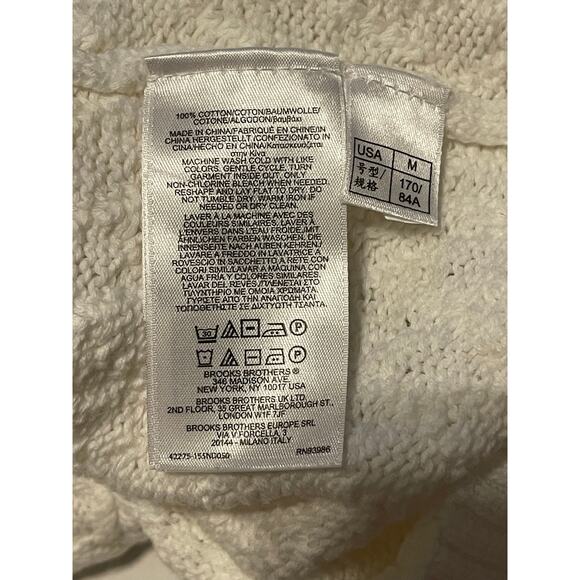 100% COTTON/COTON/BAUMWOLLE/
COTONE/ALGODON/βαμβάκι
MADE IN CHINA/FABRIQUÉ EN CHINE/IN
CHINA HERGESTELLT /CONFEZIONATO IN
CINA/HECHO EN CHINA/ Κατασκευάζεται
στην Κίνα
MACHINE WASH COLD WITH LIKE
COLORS. GENTLE CYCLE. TURN
GARMENT INSIDE OUT. ONLY
NON-CHLORINE BLEACH WHEN NEEDED.
RESHAPE AND LAY FLAT TO DRY. DO
NOT TUMBLE DRY. WARM IRON IF
NEEDED OR DRY CLEAN.
LAVER À LA MACHINE AVEC DES
COULEURS SIMILAIRES. LAVER À
L'ENVERS DANS L'EAU FROIDE./MIT
ÄHNLICHEN FARBEN WASCHEN. DIE
INNENSEITE NACH AUßEN KEHREN./
LAVARE A FREDDO IN LAVATRICE A
ROVESCIO IN SACCHETTO A RETE CON
COLORI SIMILI./LAVAR A MÁQUINA CON
AGUA FRÍA Y COLORES SIMILARES.
LAVAR DEL REVÉS./ΠΛΕΝΕΤΑΙ ΣΤΟ
ΠΛΥΝΤΗΡΙΟ ΜΕ ΟΜΟΙΑ ΧΡΩΜΑΤΑ.
ΓΥΡΙΣΤΕ ΑΠΟ ΤΗΝ ΑΝΑΠΟΔΗ ΚΑΙ
ΤΟΠΟΘΕΤΗΣΤΕ ΣΕ ΔΙΧΤΥΩΤΗ ΤΣΑΝΤΑ.
30 P
P
BROOKS BROTHERS ®
346 MADISON AVE.
NEW YORK, NY 10017 USA
BROOKS BROTHERS UK LTD.
2ND FLOOR, 35 GREAT MARLBOROUGH ST.
LONDON W1F 7JF
BROOKS BROTHERS EUROPE SRL
VIA V.FORCELLA, 3
20144 - MILANO ITALY
42275-155ND050 RN93986
USA M
号型/ 170/
规格 84A